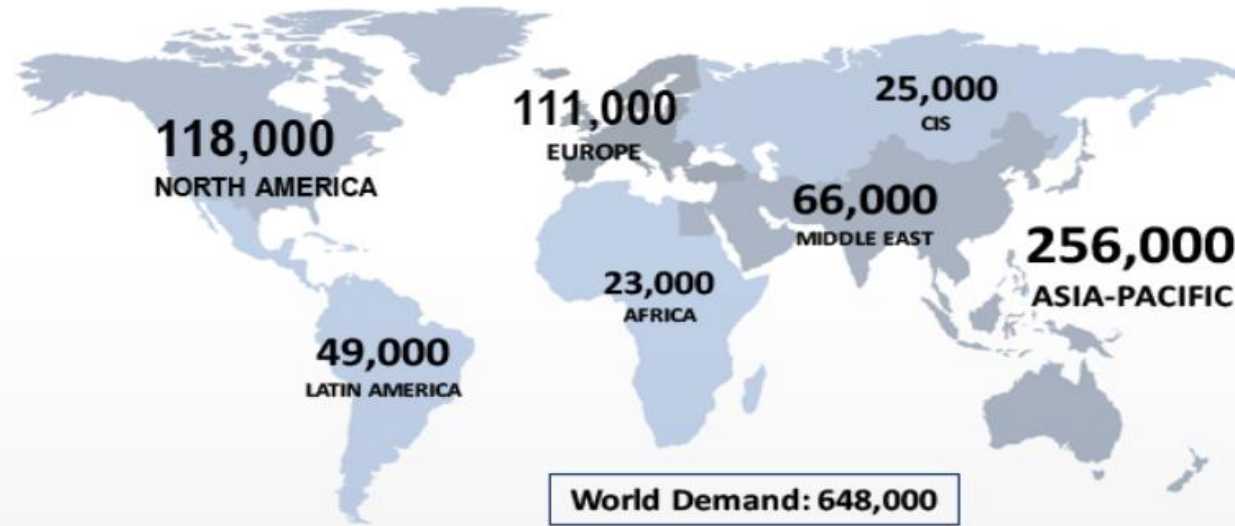 118,000
NORTH AMERICA
111,000
EUROPE
25,000
CIS
66,000
MIDDLE EAST
256,000
ASIA-PACIFIC
23,000
AFRICA
49,000
LATIN AMERICA
World Demand: 648,000